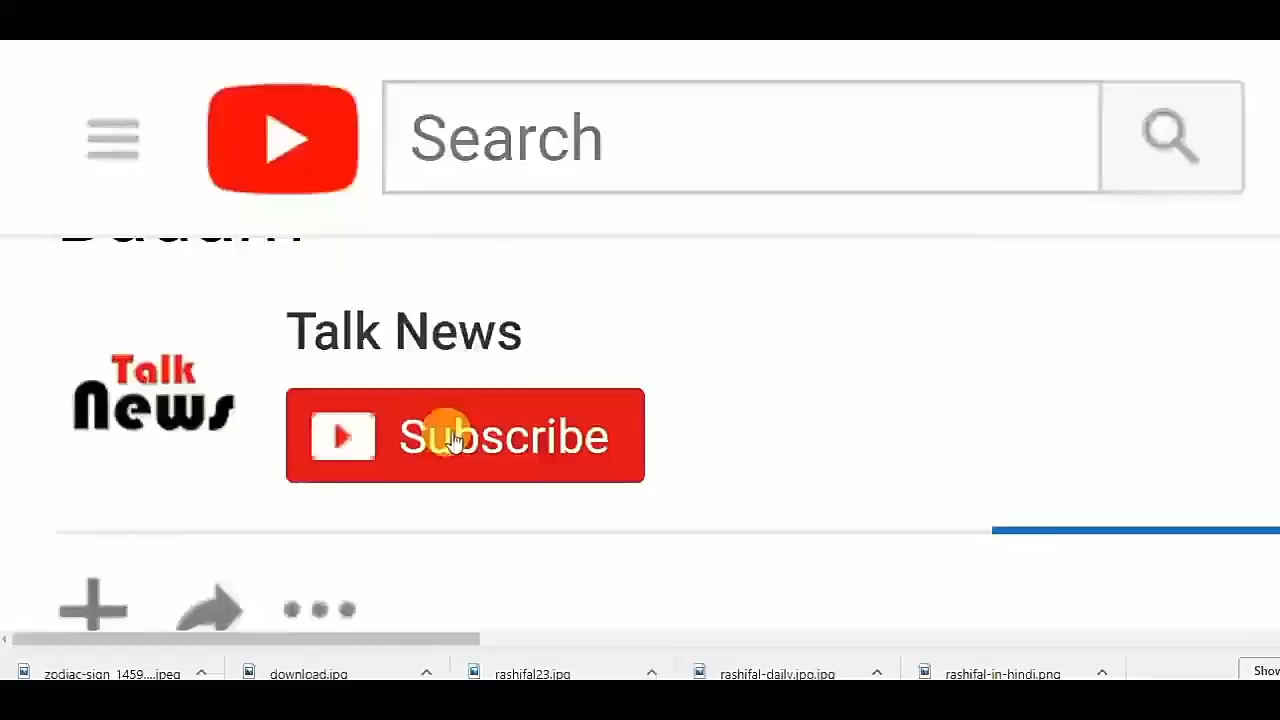 Search
Talk News
Talk
News
Subscribe
zodiac-sign_1459....jpeg
download.jpg
rashifal23.jpg
rashifal-daily.jpg.jpg
rashifal-in-hindi.png
Show